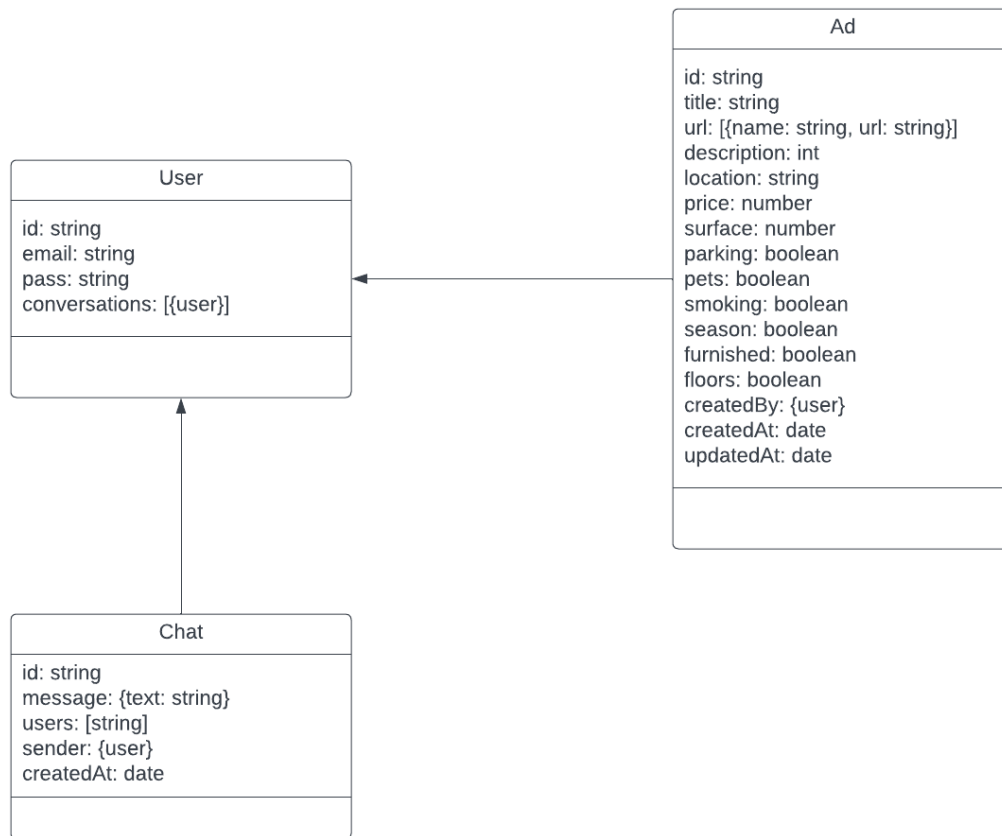 Ad
id: string
title: string
url: [{name: string, url: string}]
description: int
location: string
price: number
surface: number
parking: boolean
pets: boolean
smoking: boolean
season: boolean
furnished: boolean
floors: boolean
createdBy: {user}
createdAt: date
updatedAt: date
User
id: string
email: string
pass: string
conversations: [{user}]
Chat
id: string
message: {text: string}
users: [string]
sender: {user}
createdAt: date